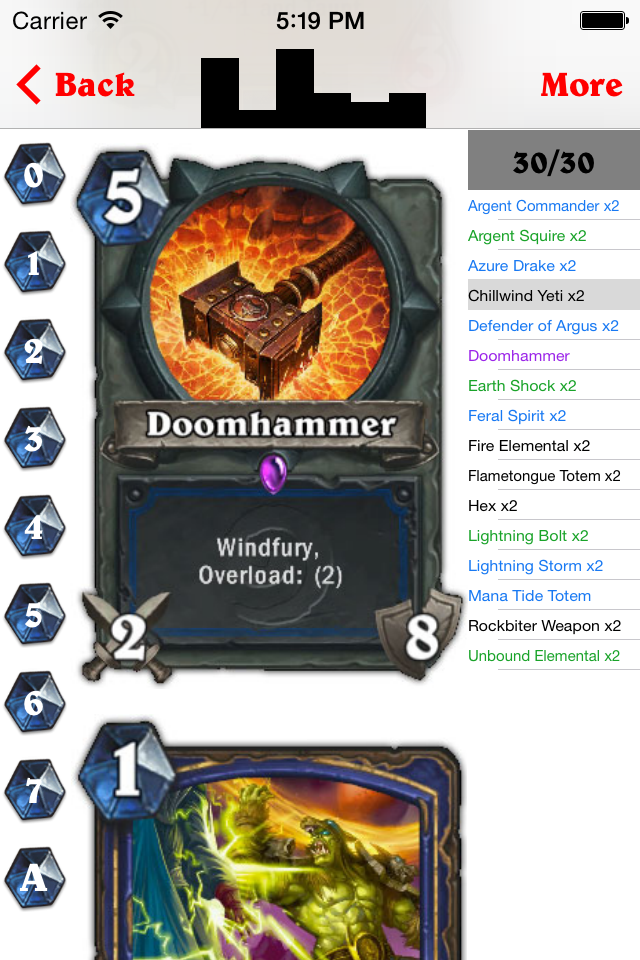 Carrier 5:19 PM
Back More
30/30
0
1
2
3
4
5
6
7
A
5
Doomhammer
Windfury,
Overload: (2)
2 8
1
Argent Commander x2
Argent Squire x2
Azure Drake x2
Chillwind Yeti x2
Defender of Argus x2
Doomhammer
Earth Shock x2
Feral Spirit x2
Fire Elemental x2
Flametongue Totem x2
Hex x2
Lightning Bolt x2
Lightning Storm x2
Mana Tide Totem
Rockbiter Weapon x2
Unbound Elemental x2